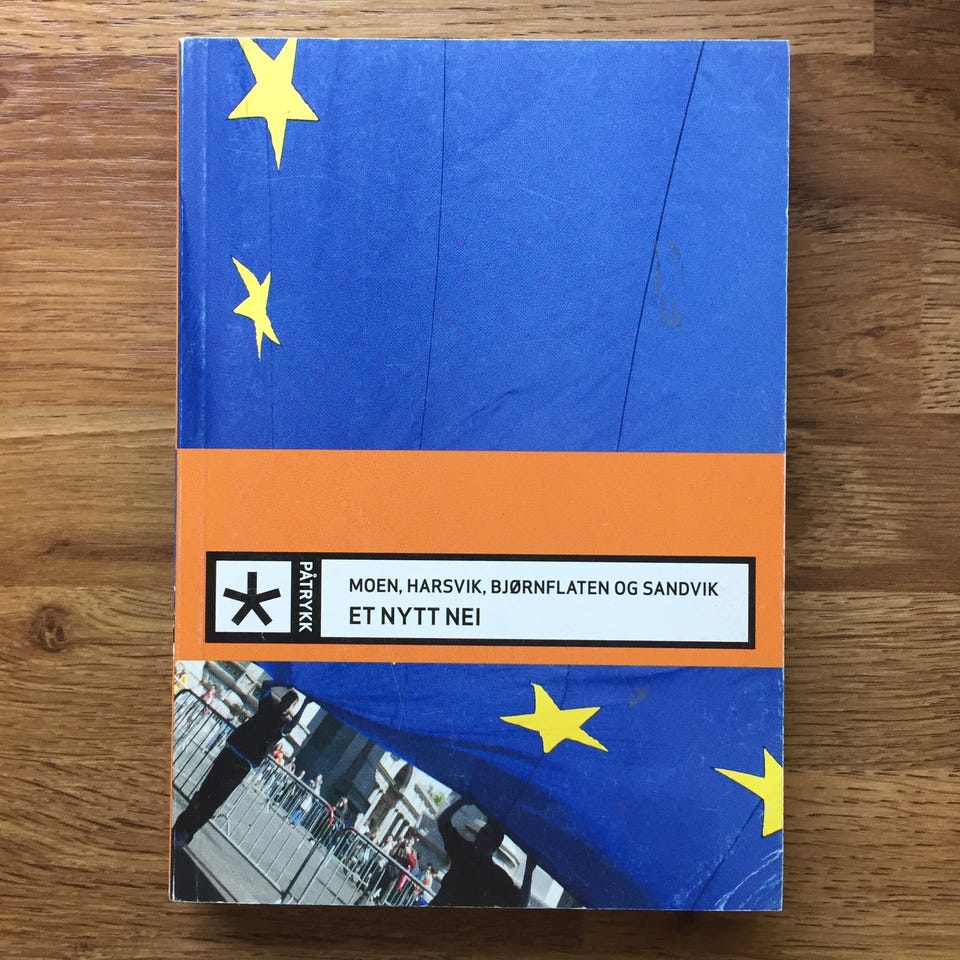 PÅTRYKK
MOEN, HARSVIK, BJØRNFLATEN OG SANDVIK
ET NYTT NEI